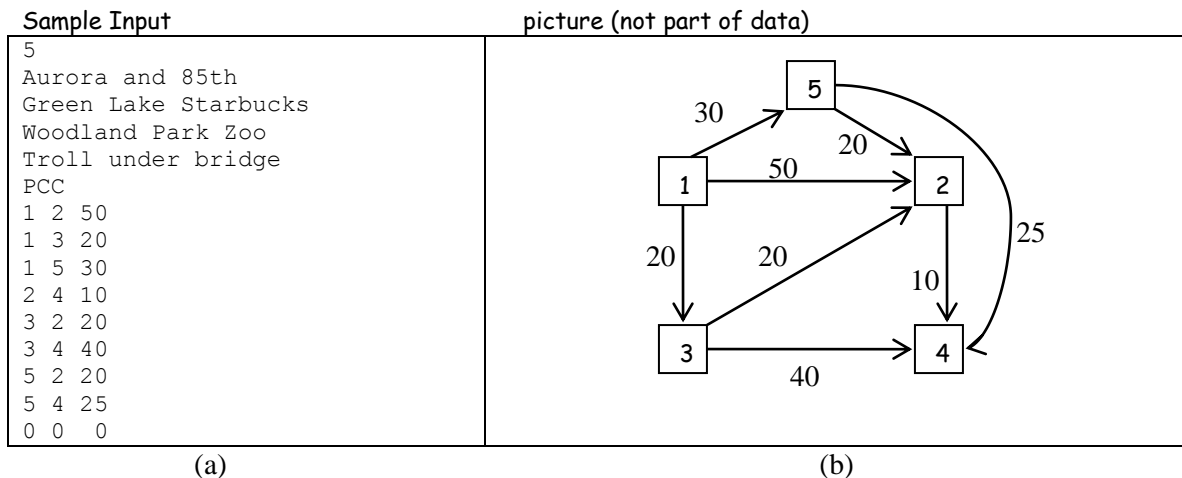 Sample Input
picture (not part of data)
5
Aurora and 85th
Green Lake Starbucks
Woodland Park Zoo
Troll under bridge
PCC
1 2 50
1 3 20
1 5 30
2 4 10
3 2 20
3 4 40
5 2 20
5 4 25
0 0  0
5
30
20
1
50
2
25
20
20
10
3
4
40
(a)
(b)